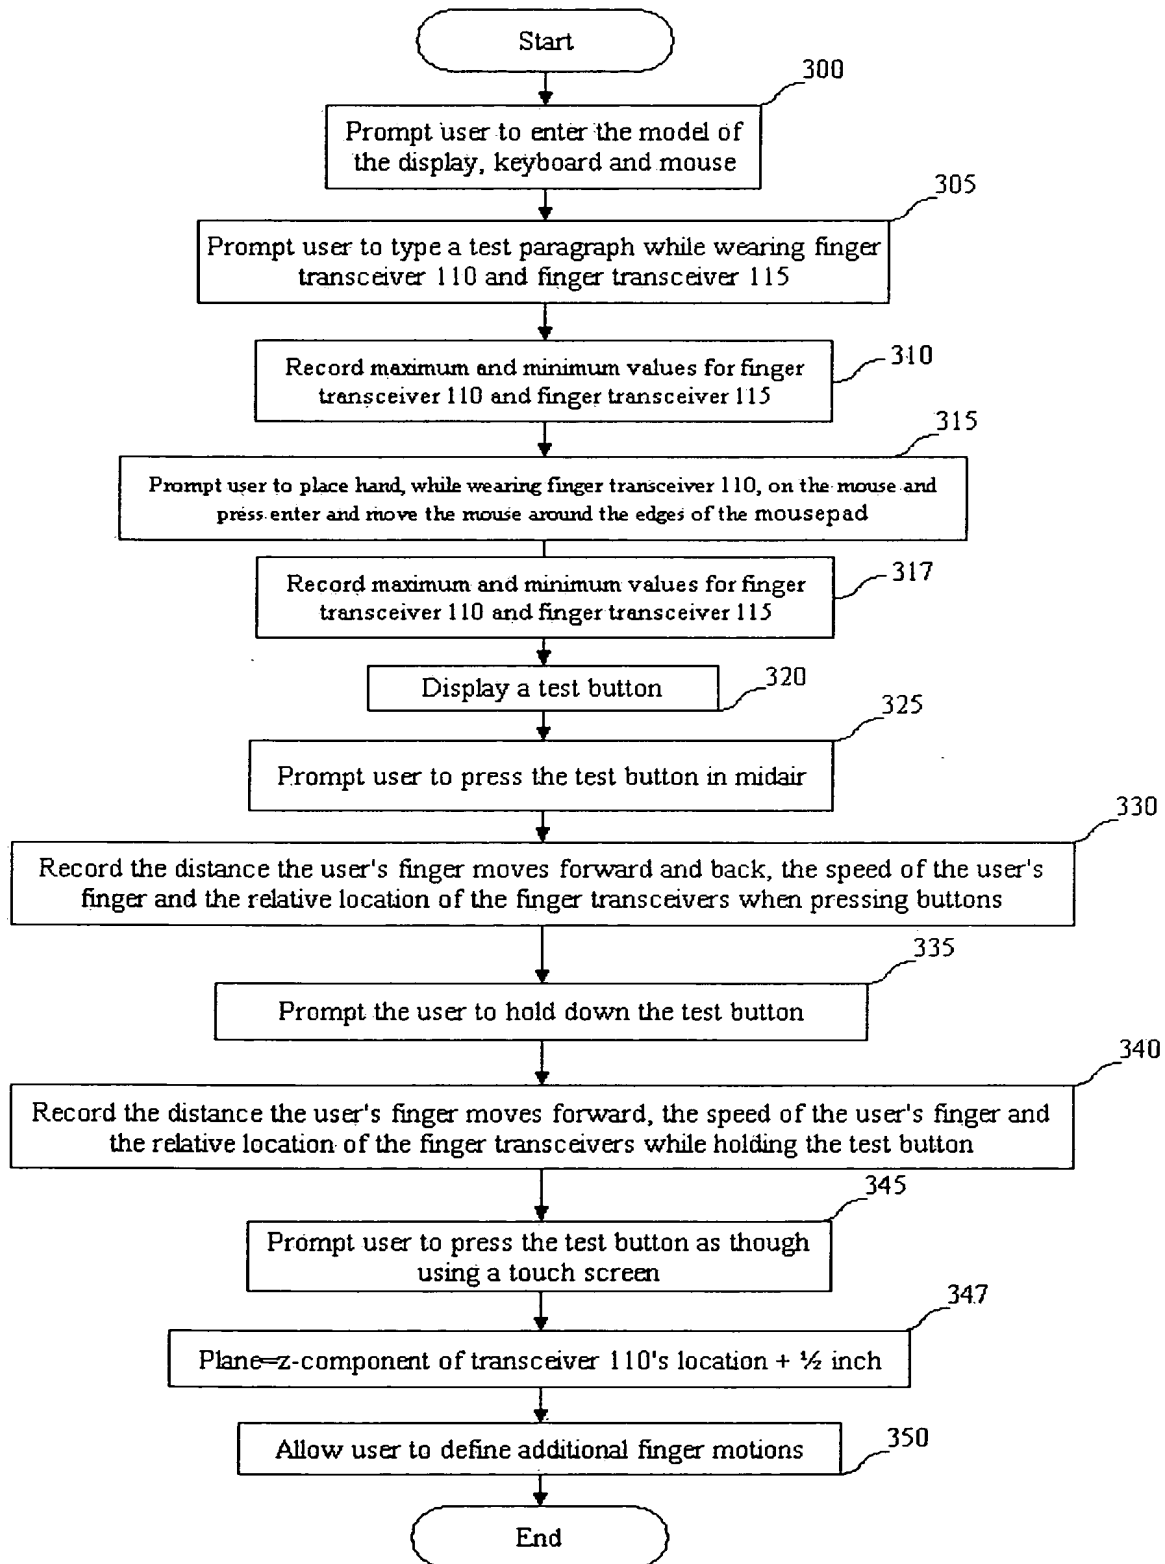 Start
300
Prompt user to enter the model of
the display, keyboard and mouse
305
Prompt user to type a test paragraph while wearing finger
transceiver 110 and finger transceiver 115
310
Record maximum and minimum values for finger
transceiver 110 and finger transceiver 115
315
Prompt user to place hand, while wearing finger transceiver 110, on the mouse and
press enter and move the mouse around the edges of the mousepad
317
Record maximum and minimum values for finger
transceiver 110 and finger transceiver 115
320
Display a test button
325
Prompt user to press the test button in midair
330
Record the distance the user's finger moves forward and back, the speed of the user's
finger and the relative location of the finger transceivers when pressing buttons
335
Prompt the user to hold down the test button
340
Record the distance the user's finger moves forward, the speed of the user's finger and
the relative location of the finger transceivers while holding the test button
345
Prompt user to press the test button as though
using a touch screen
347
Plane=z-component of transceiver 110's location + ½ inch
350
Allow user to define additional finger motions
End